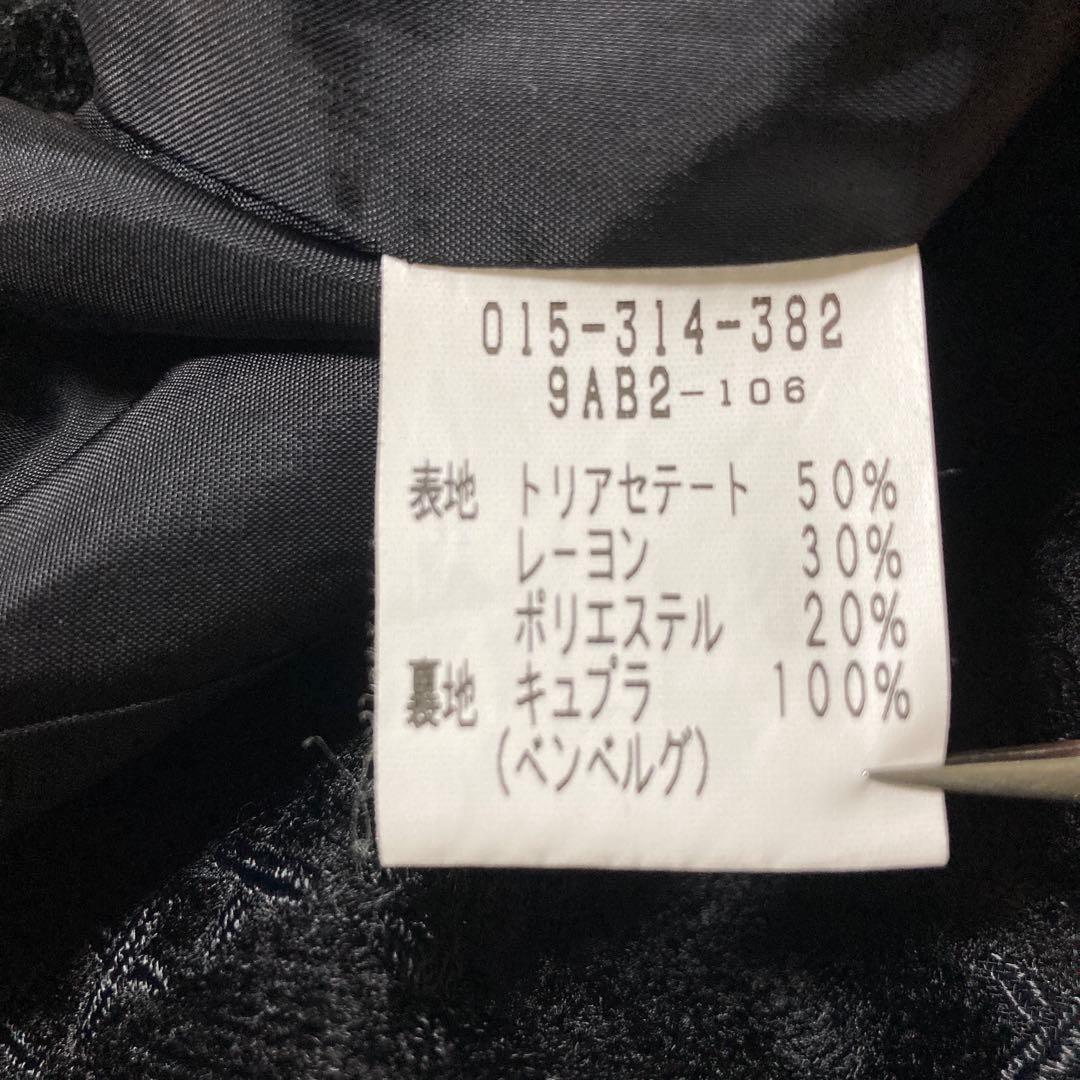 015-314-382
9AB2-106
表地 トリアセテート 50%
レーヨン 30%
ポリエステル 20%
裏地 キュプラ 100%
(ベンベルグ)